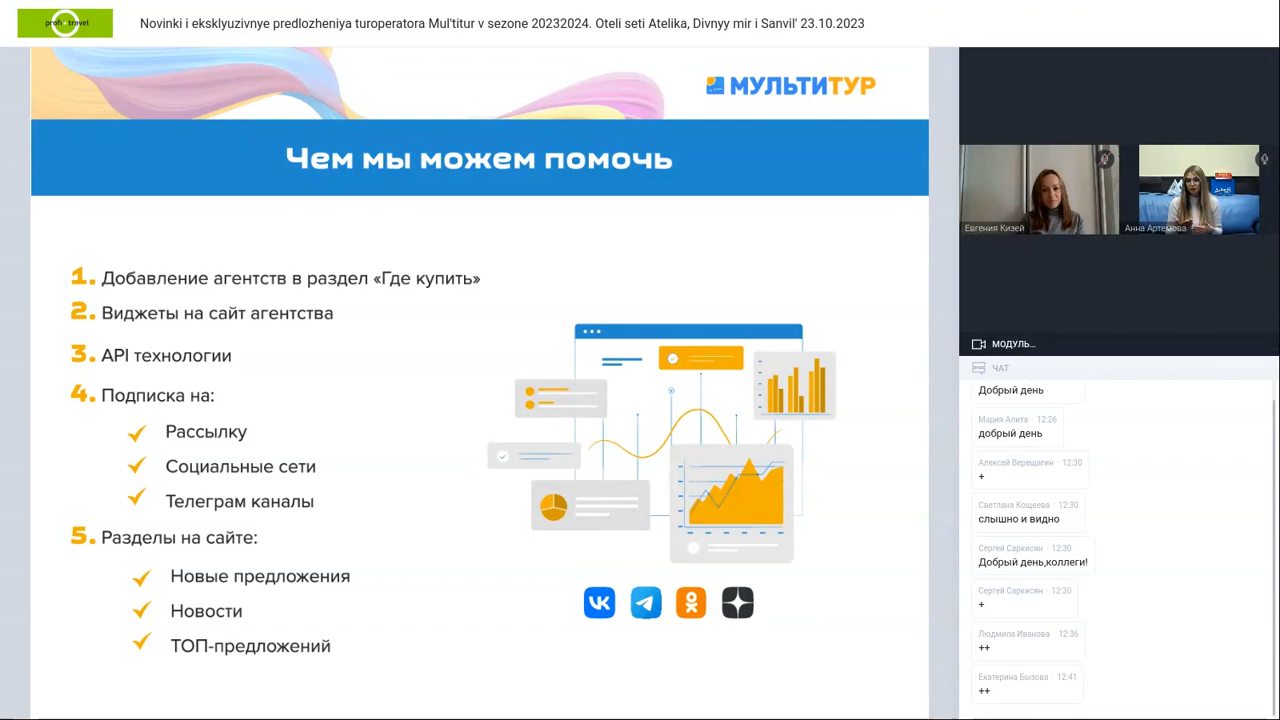 profi travel
Novinki i eksklyuzivnye predlozheniya turoperatora Mul'titur v sezone 20232024. Oteli seti Atelika, Divnyy mir i Sanvil' 23.10.2023
МУЛЬТИТУР
Чем мы можем помочь
1. Добавление агентств в раздел «Где купить»
2. Виджеты на сайт агентства
3. API технологии
4. Подписка на:
Рассылку
Социальные сети
Телеграм каналы
5. Разделы на сайте:
Новые предложения
Новости
ТОП-предложений
Евгения Кизей
Анна Артемова
МОДУЛЬ...
ЧАТ
Добрый день
Мария Алита 12:26
добрый день
Алексей Верещагин 12:30
+
Светлана Кощеева 12:30
слышно и видно
Сергей Саркисян 12:30
Добрый день,коллеги!
Сергей Саркисян 12:30
+
Людмила Иванова 12:36
++
Екатерина Бызова 12:41
++